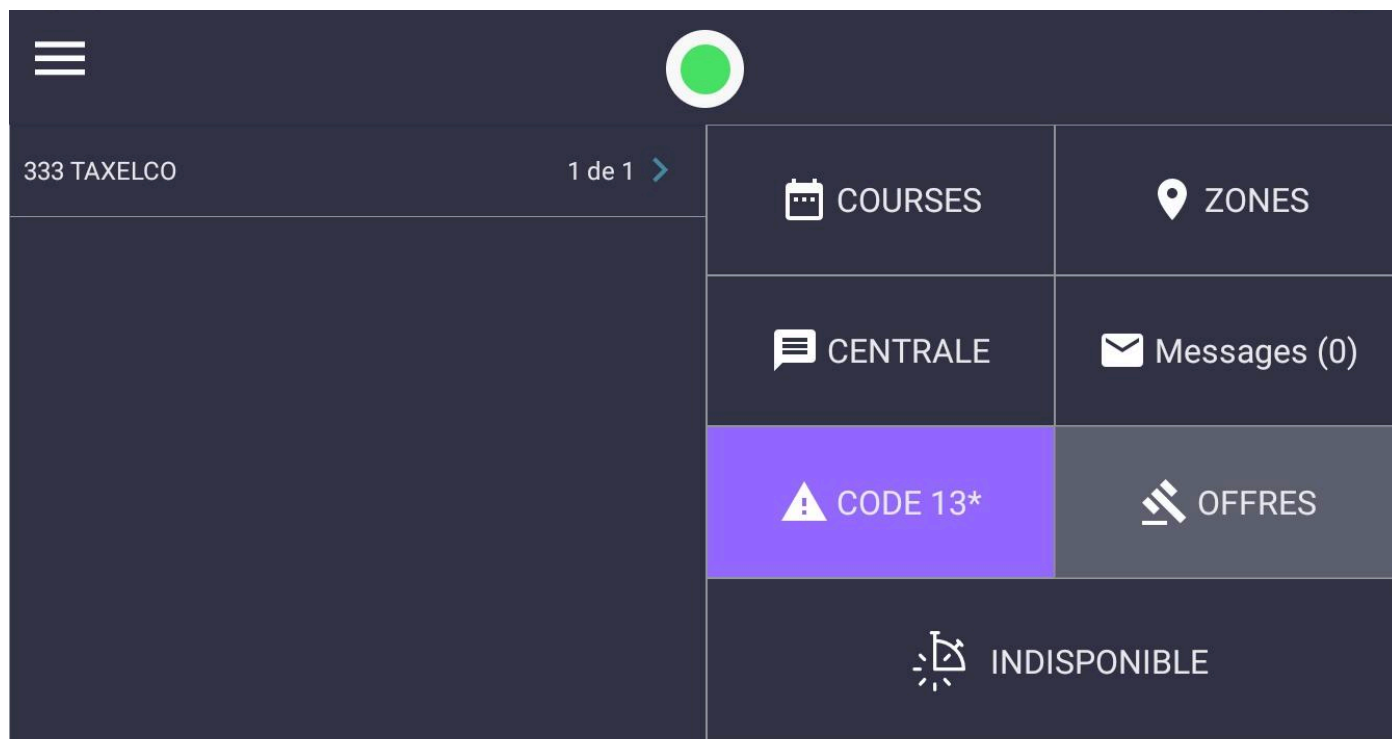 333 TAXELCO 1 de 1
COURSES
ZONES
CENTRALE
Messages (0)
CODE 13*
OFFRES
INDISPONIBLE